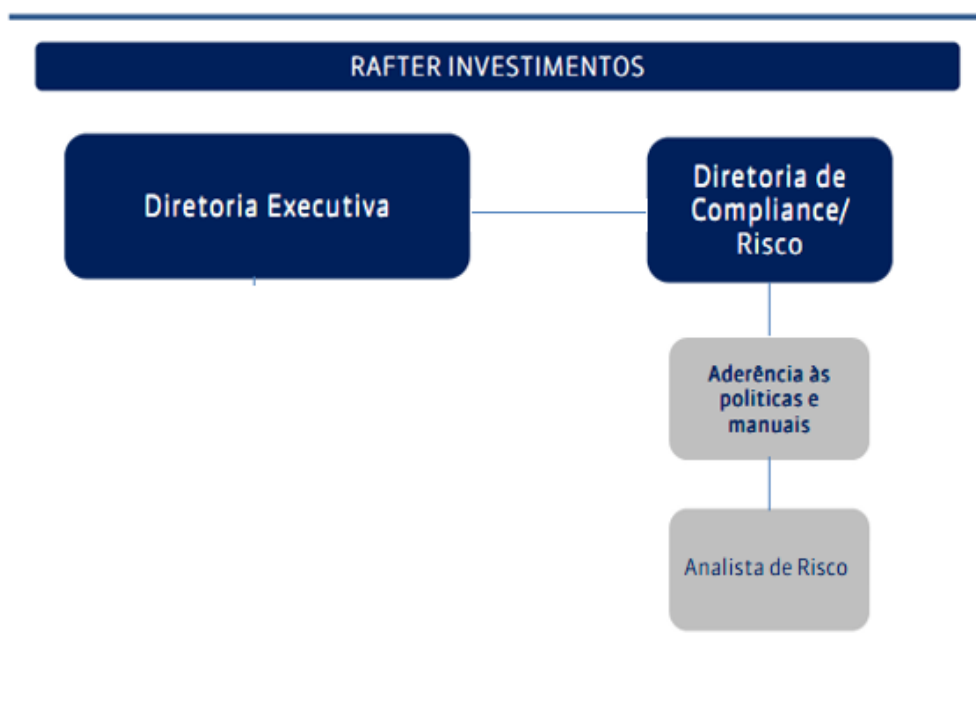 RAFTER INVESTIMENTOS
Diretoria Executiva
Diretoria de
Compliance/
Risco
Aderência às
politicas e
manuais
Analista de Risco